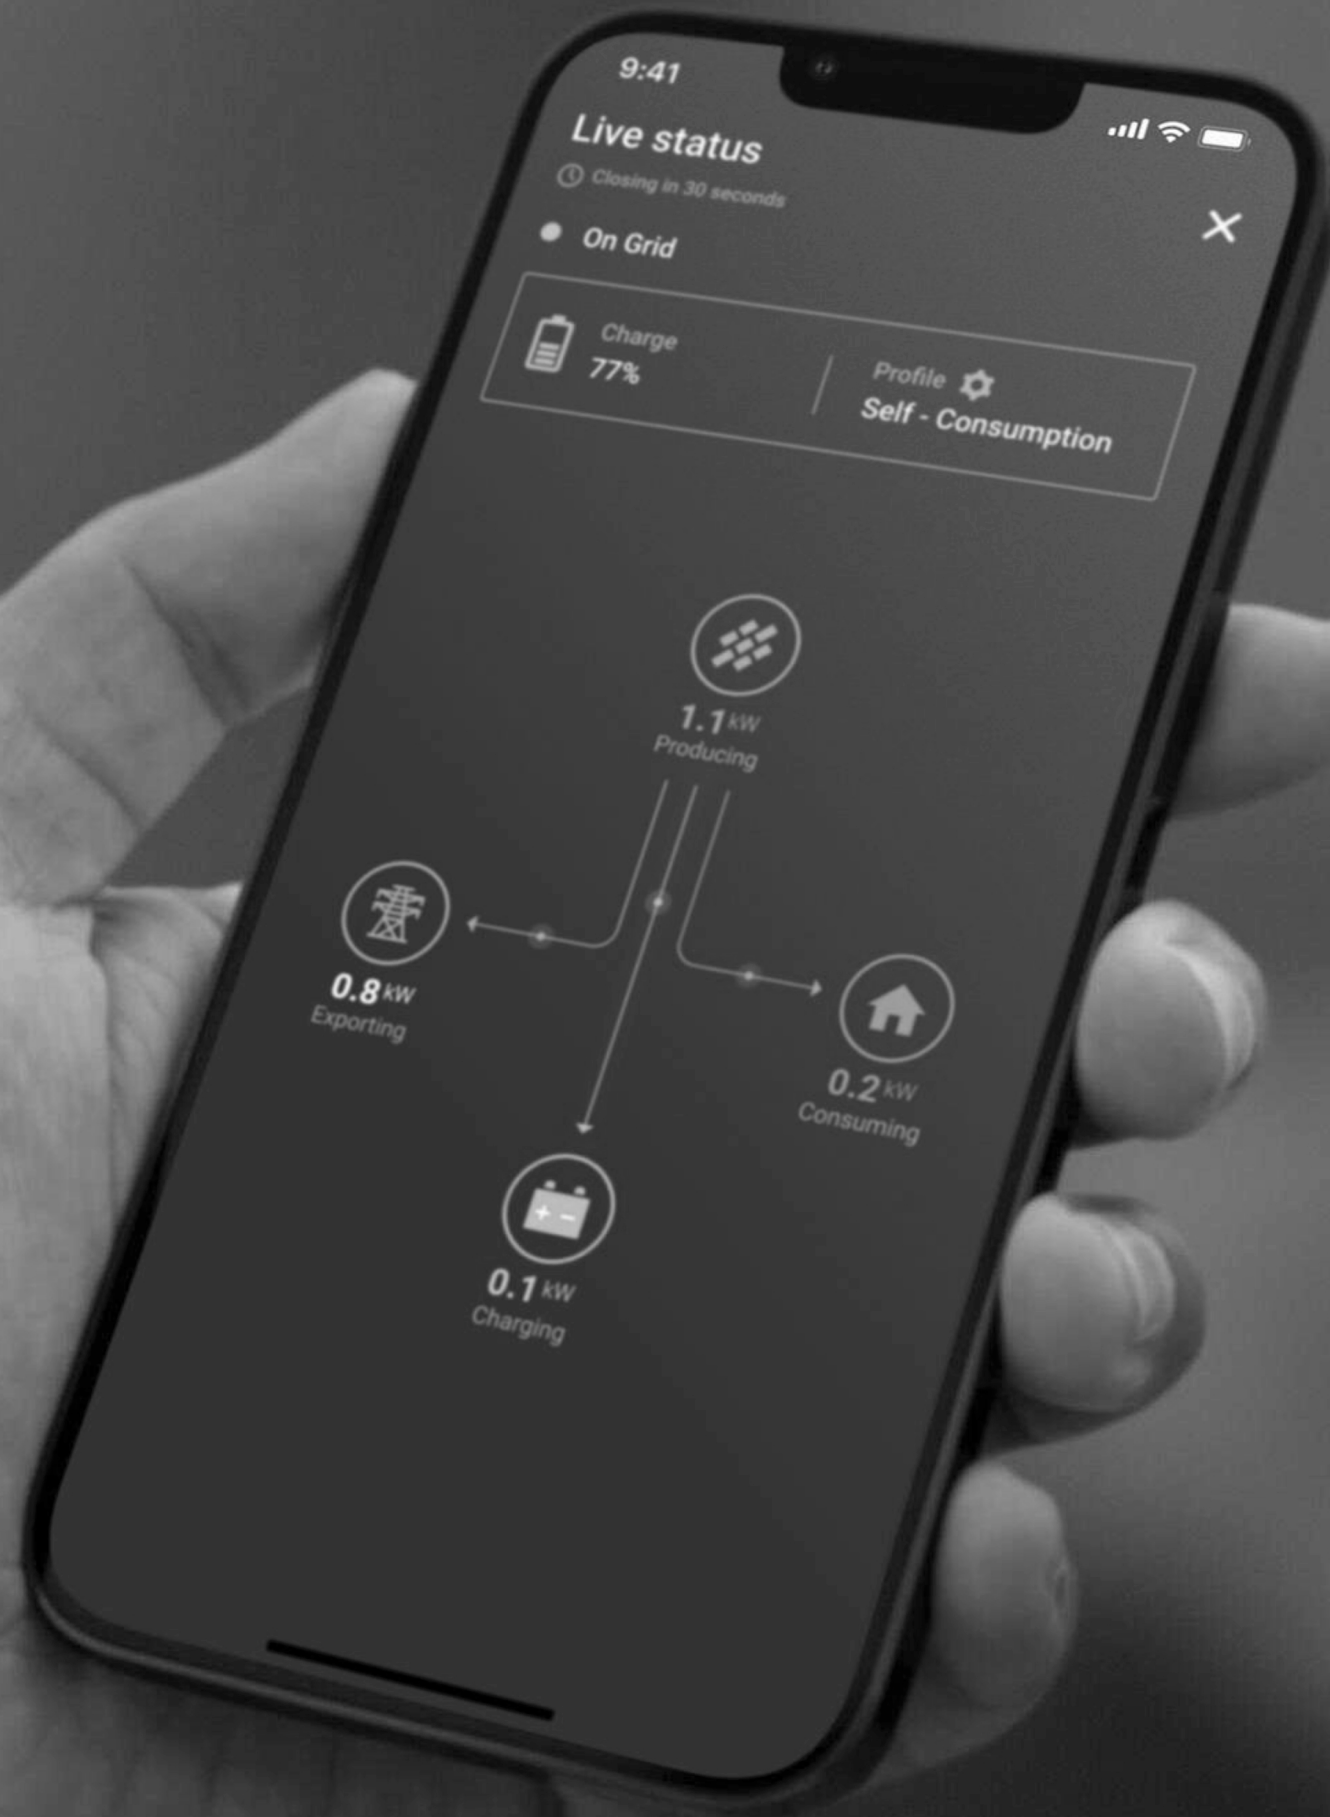 9:41
Live status
Closing in 30 seconds
On Grid
Charge
77%
Profile
Self - Consumption
1.1 kW
Producing
0.8 kW
Exporting
0.2 kW
Consuming
0.1 kW
Charging